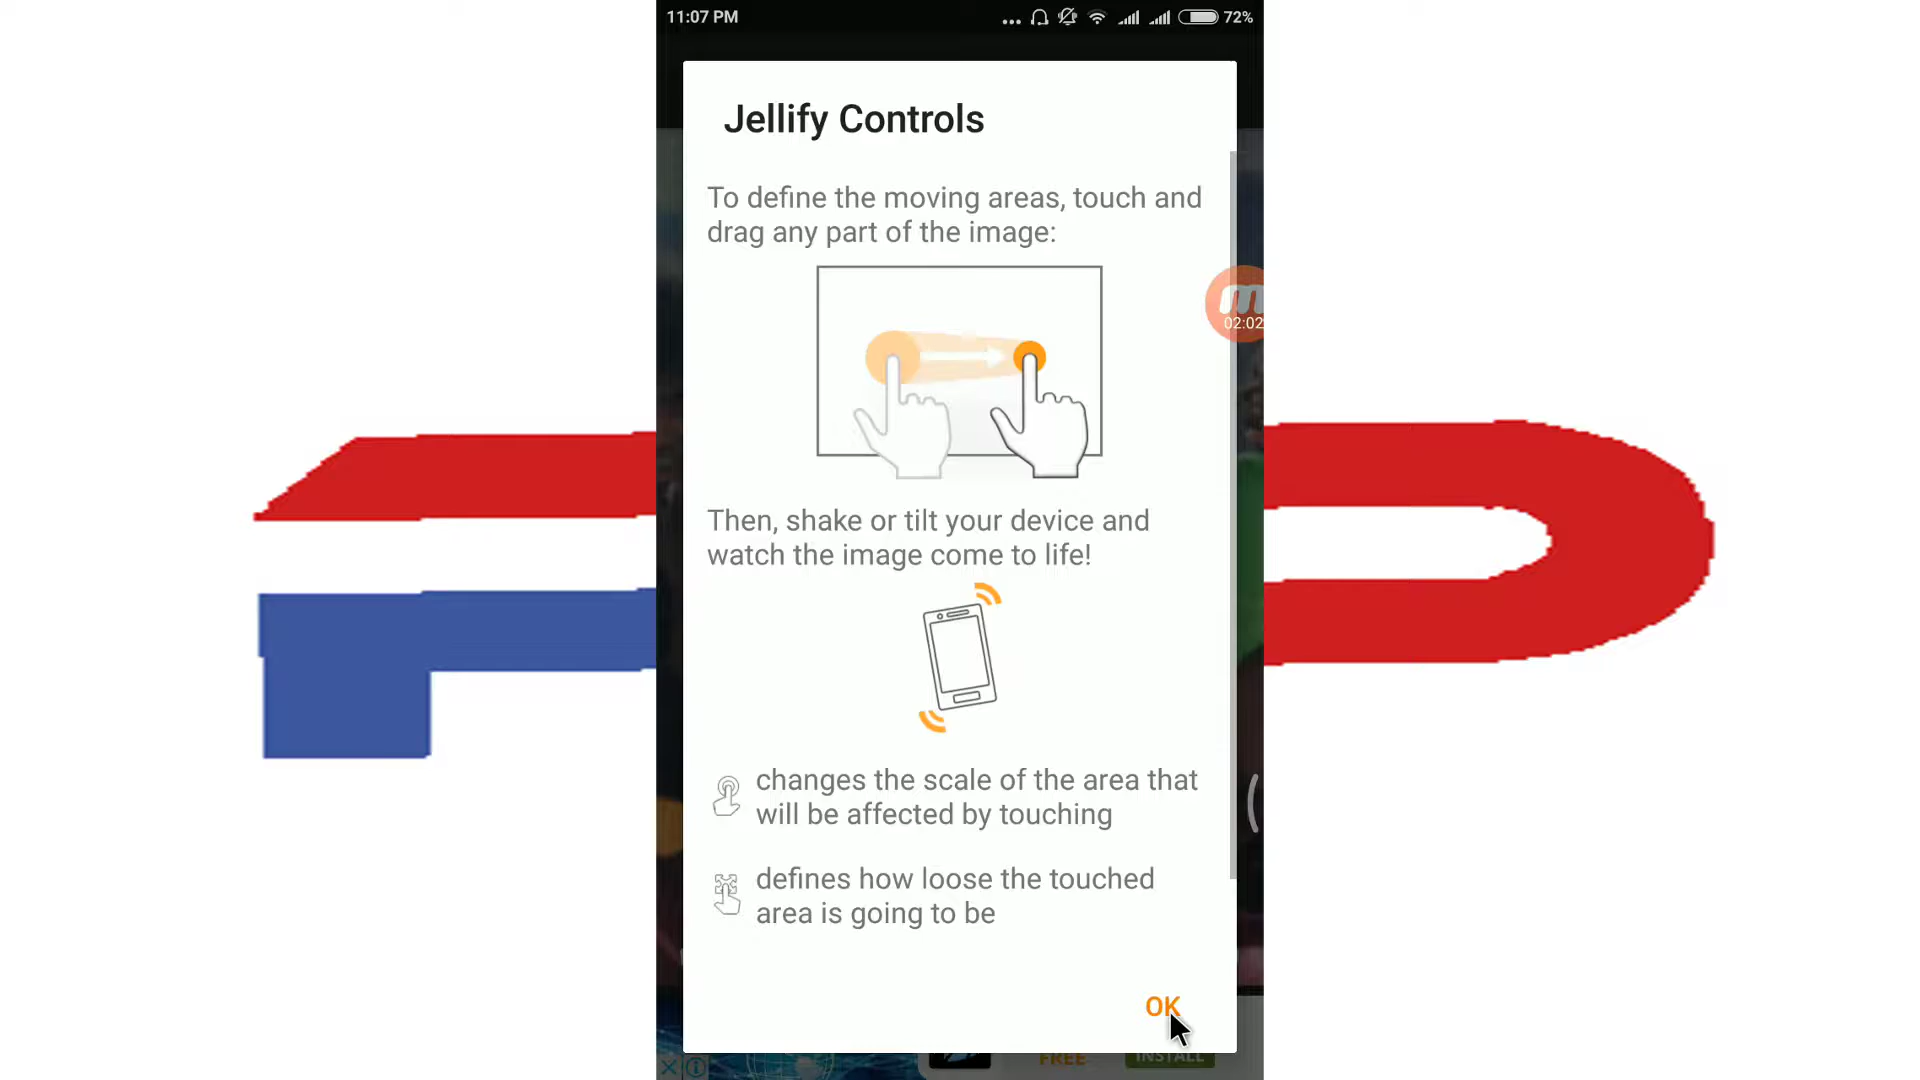 11:07 PM
72%
Jellify Controls
To define the moving areas, touch and
drag any part of the image:
02:02
Then, shake or tilt your device and
watch the image come to life!
changes the scale of the area that
will be affected by touching
defines how loose the touched
area is going to be
OK
FREE
INSTALL